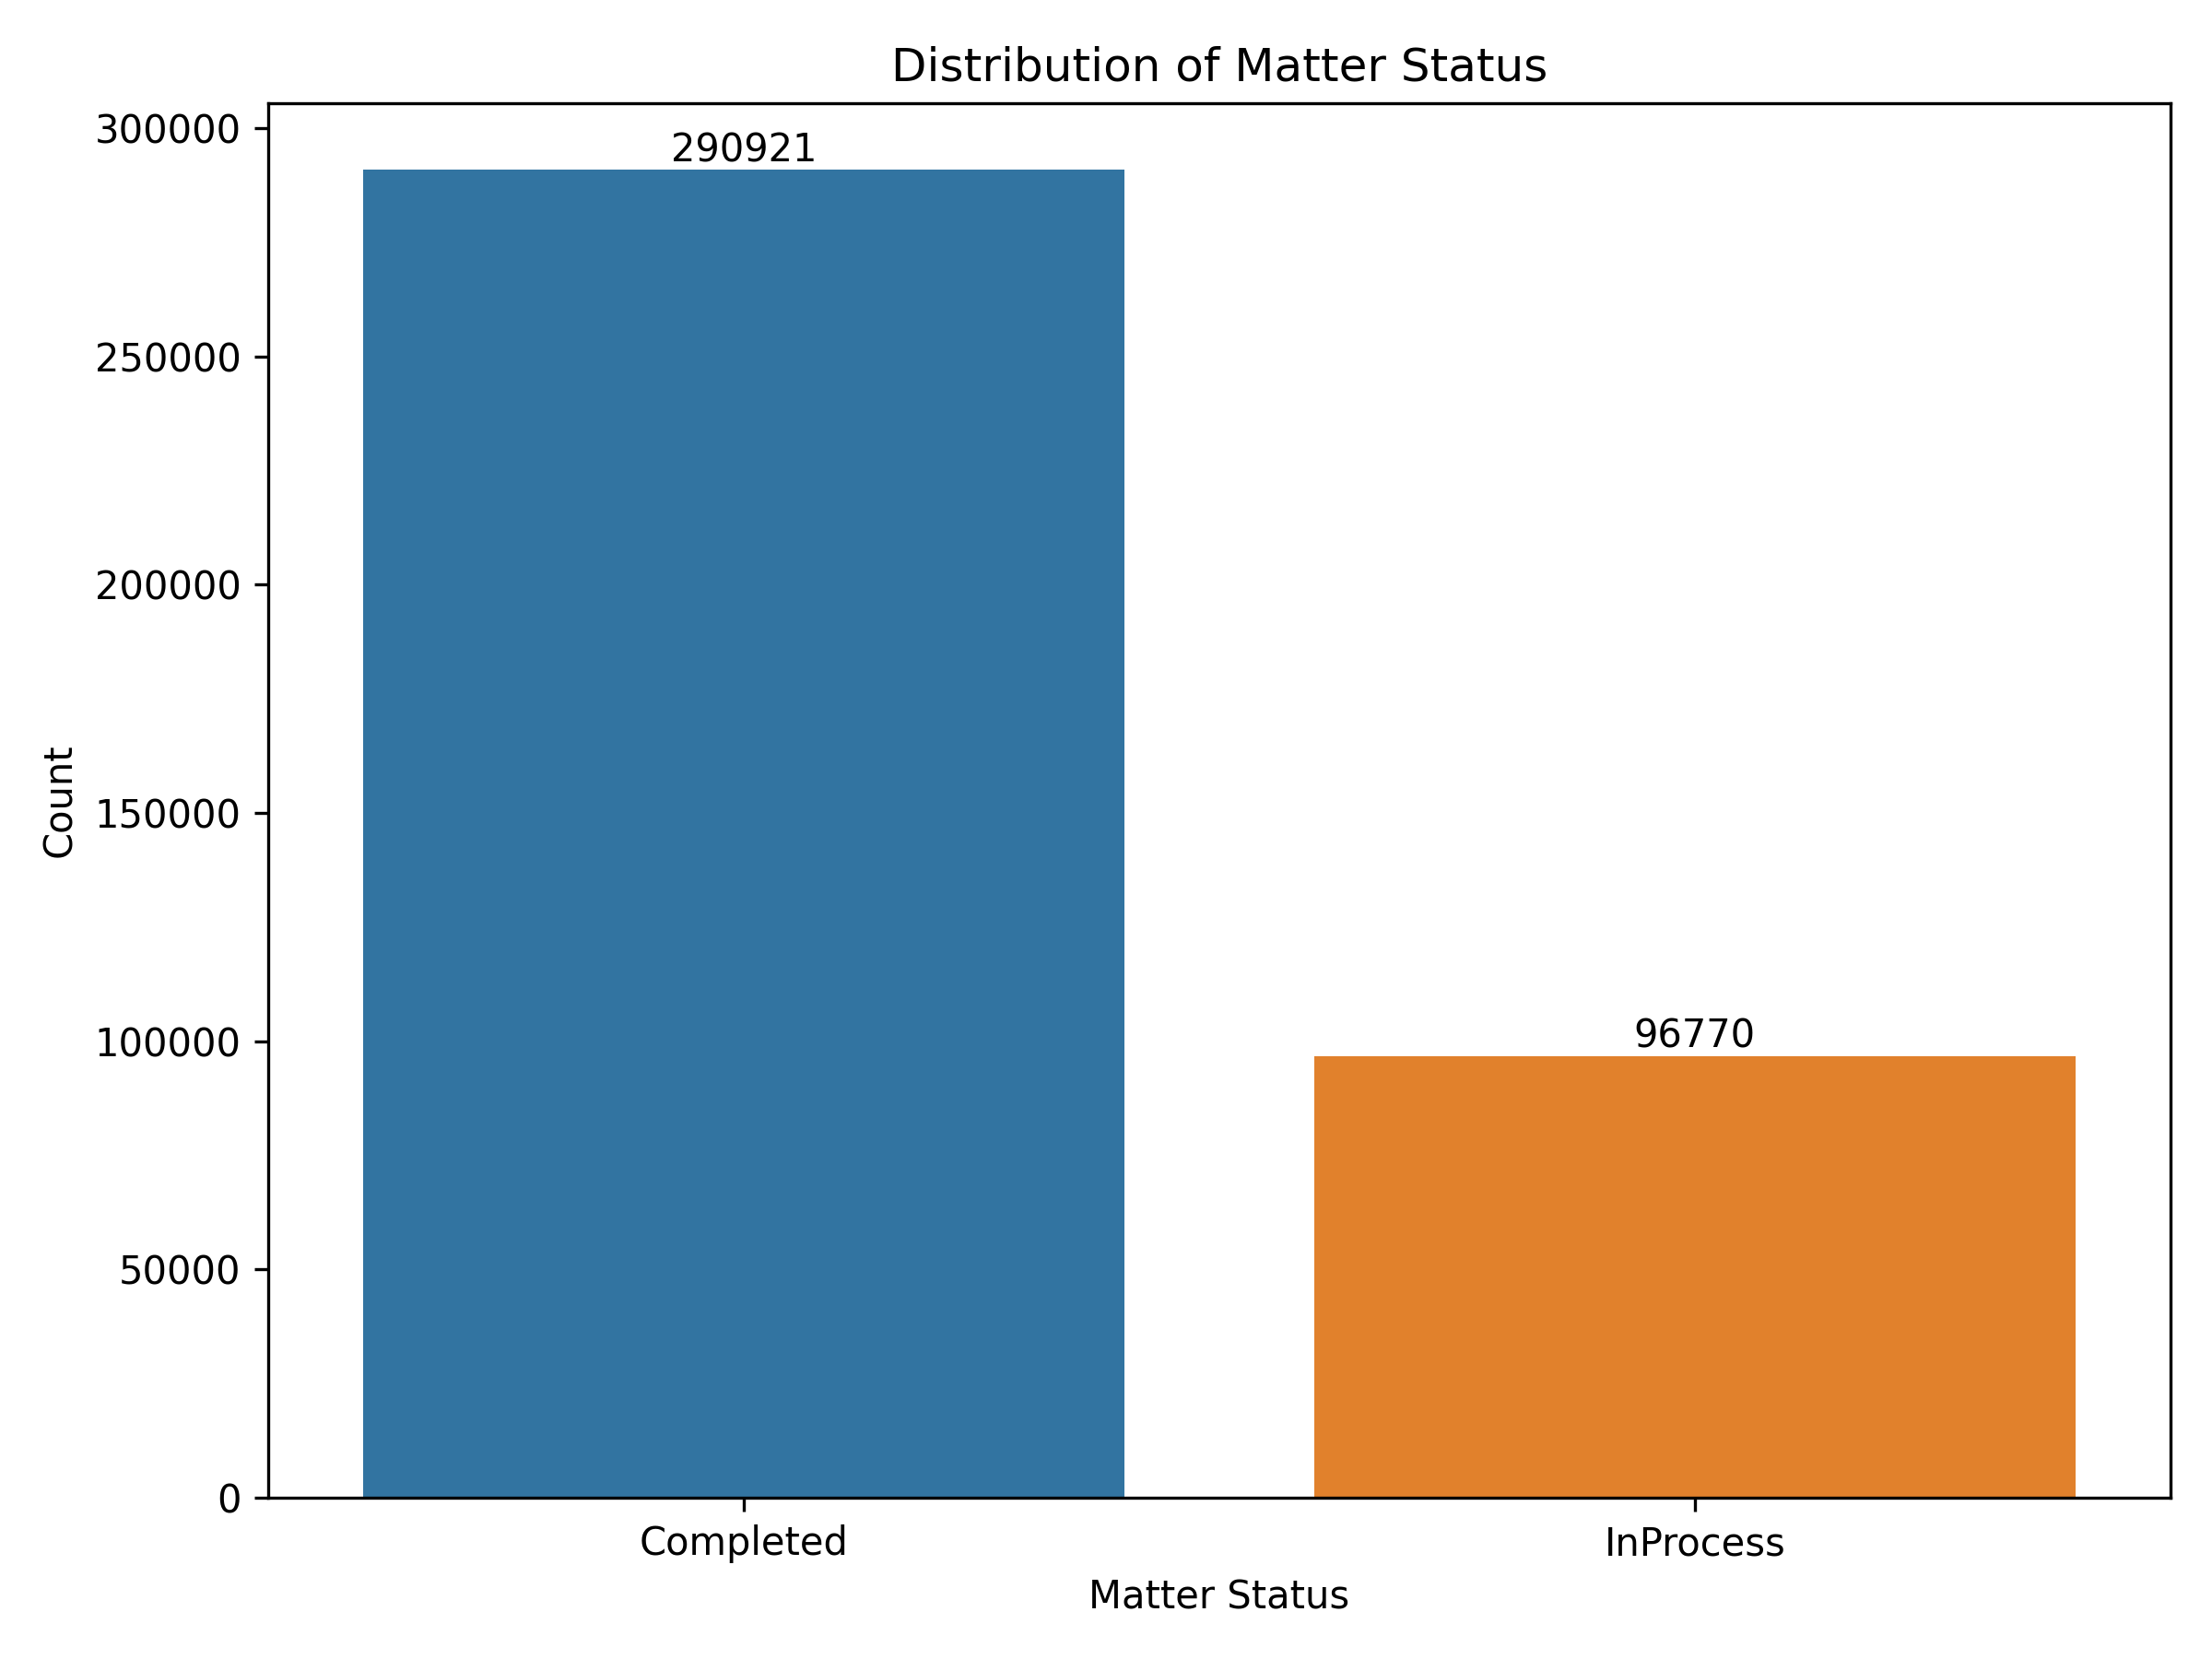 Distribution of Matter Status
300000
250000
200000
150000
100000
50000
0
Count
290921
96770
Completed
InProcess
Matter Status